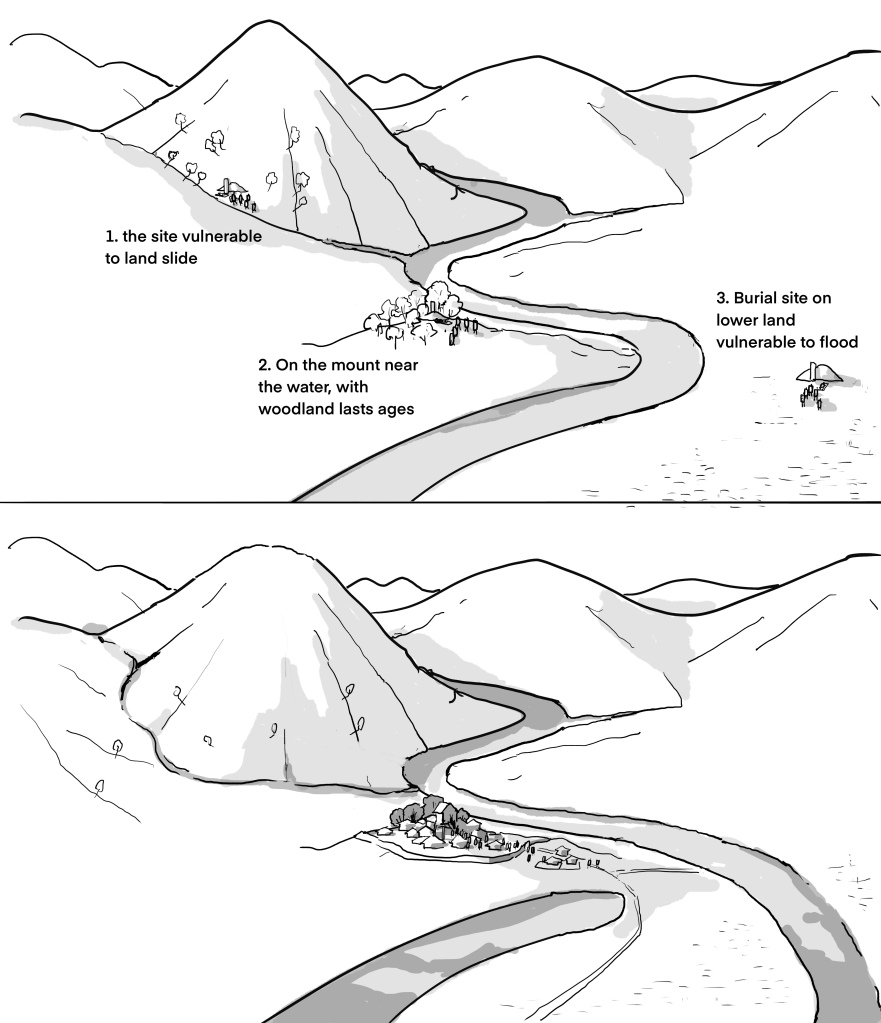 1. the site vulnerable
to land slide
2. On the mount near
the water, with
woodland lasts ages
3. Burial site on
lower land
vulnerable to flood